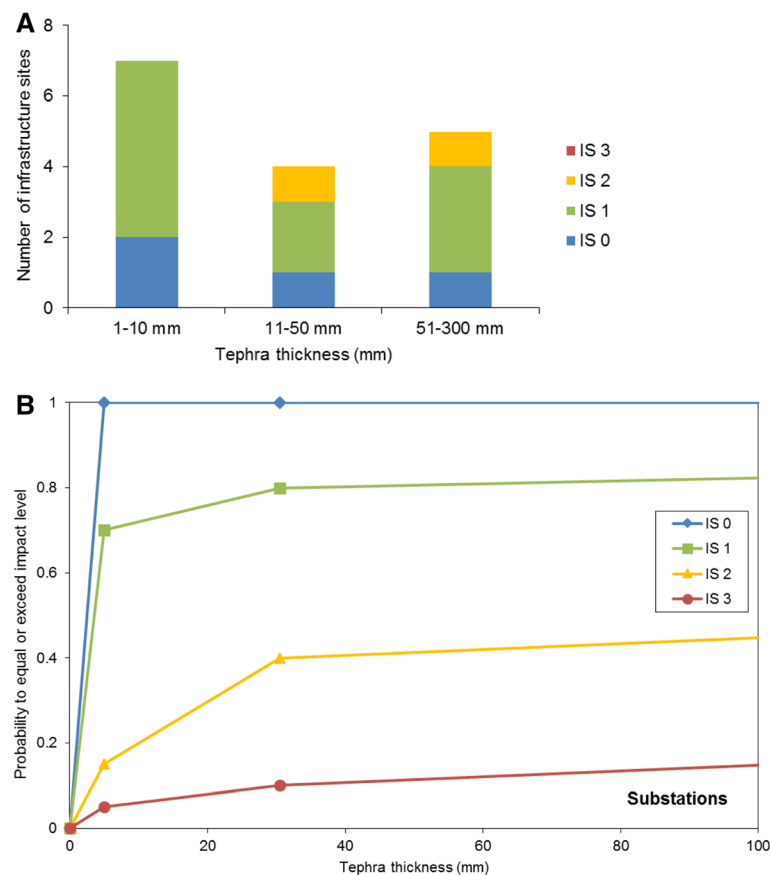 A
Number of infrastructure sites
8
6
4
2
0
1-10 mm
11-50 mm
51-300 mm
Tephra thickness (mm)
IS 3
IS 2
IS 1
IS 0
B
Probability to equal or exceed impact level
1
0.8
0.6
0.4
0.2
0
IS 0
IS 1
IS 2
IS 3
Substations
0
20
40
60
80
100
Tephra thickness (mm)